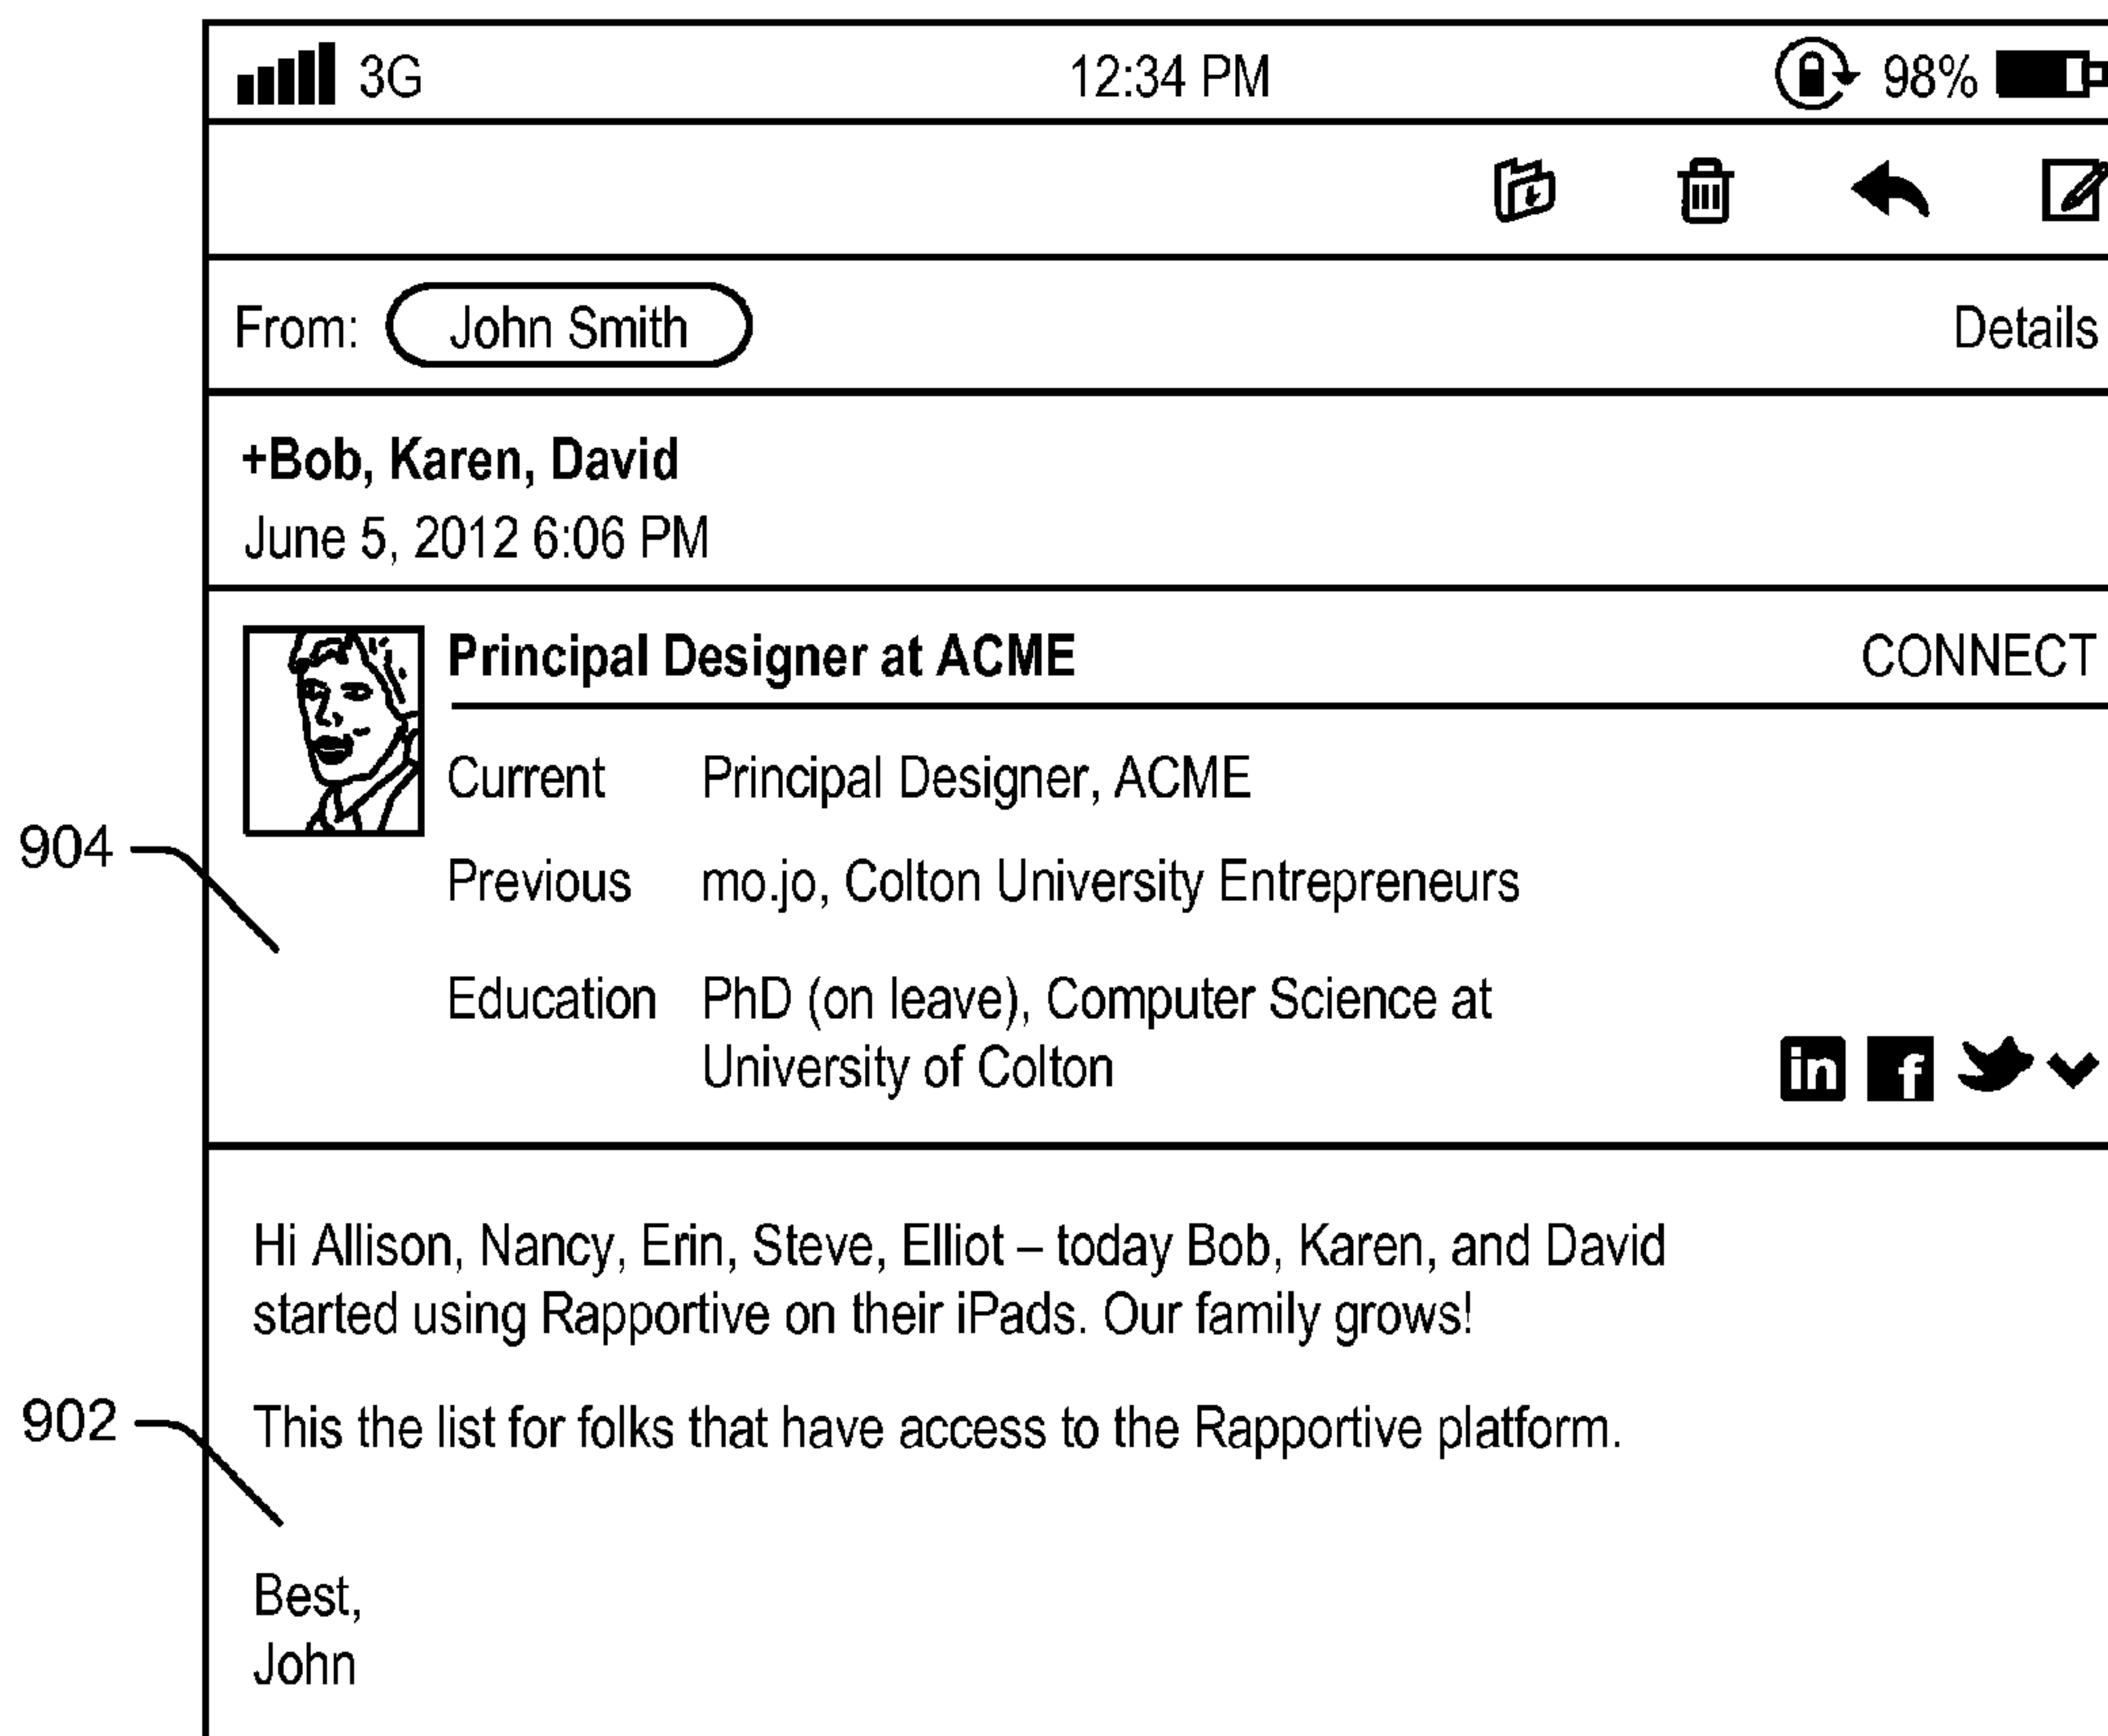 3G 12:34 PM 98%
From: John Smith Details
+Bob, Karen, David
June 5, 2012 6:06 PM
Principal Designer at ACME CONNECT
Current Principal Designer, ACME
904
Previous mo.jo, Colton University Entrepreneurs
Education PhD (on leave), Computer Science at
University of Colton
in f
Hi Allison, Nancy, Erin, Steve, Elliot – today Bob, Karen, and David
started using Rapportive on their iPads. Our family grows!
902
This the list for folks that have access to the Rapportive platform.
Best,
John